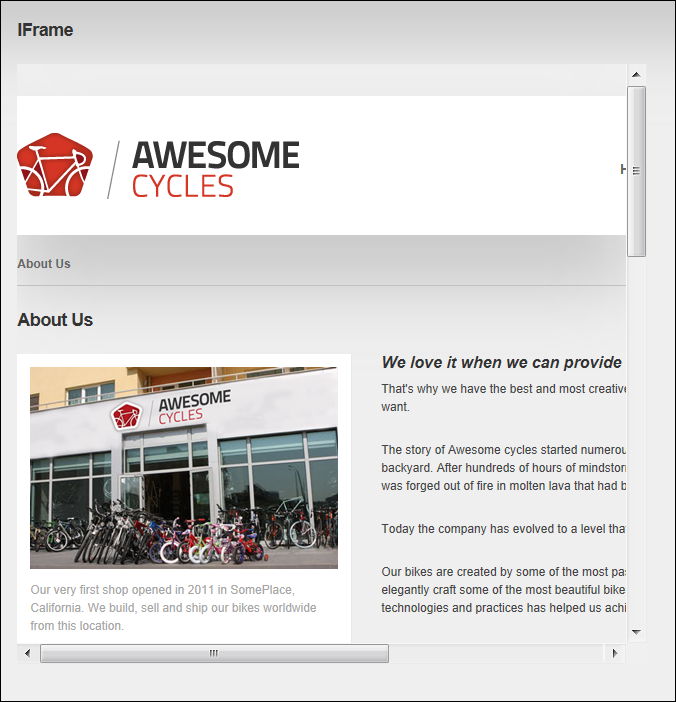 IFrame
AWESOME
CYCLES
About Us
About Us
AWESOME
CYCLES
Our very first shop opened in 2011 in SomePlace,
California. We build, sell and ship our bikes worldwide
from this location.
We love it when we can provide
That's why we have the best and most creative
want.
The story of Awesome cycles started numerou
backyard. After hundreds of hours of mindstor
was forged out of fire in molten lava that had b
Today the company has evolved to a level tha
Our bikes are created by some of the most pa
elegantly craft some of the most beautiful bike
technologies and practices has helped us achi